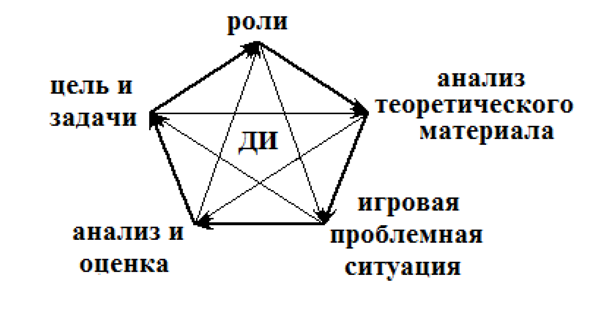 роли
цель и
задачи
анализ
теоретического
материала
ДИ
анализ и
оценка
игровая
проблемная
ситуация